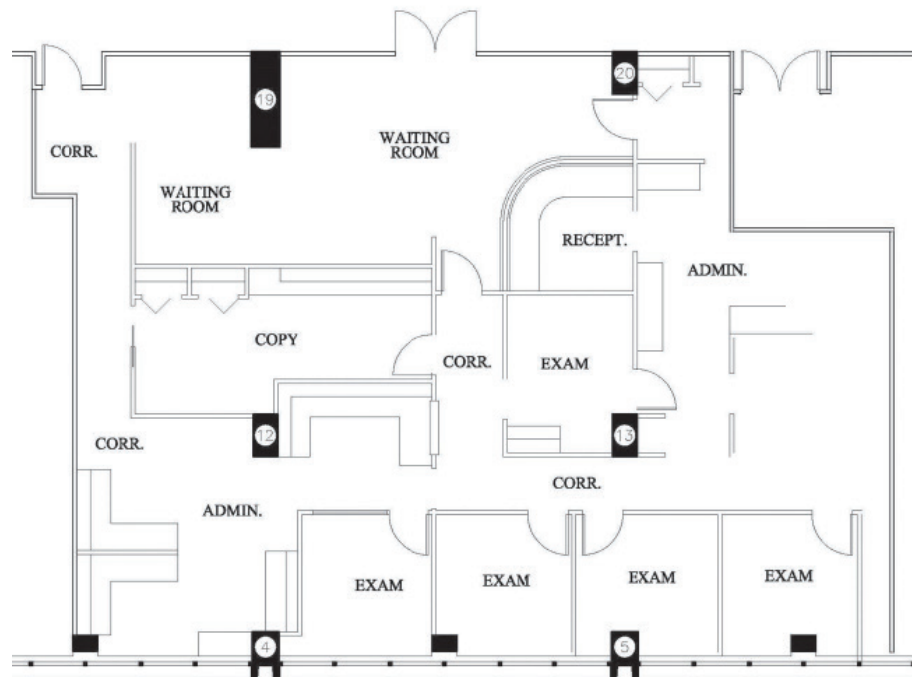 20
19
WAITING
ROOM
CORR.
WAITING
ROOM
RECEPT.
ADMIN.
COPY
CORR.
EXAM
12
13
CORR.
CORR.
ADMIN.
EXAM
EXAM
EXAM
EXAM
4
5